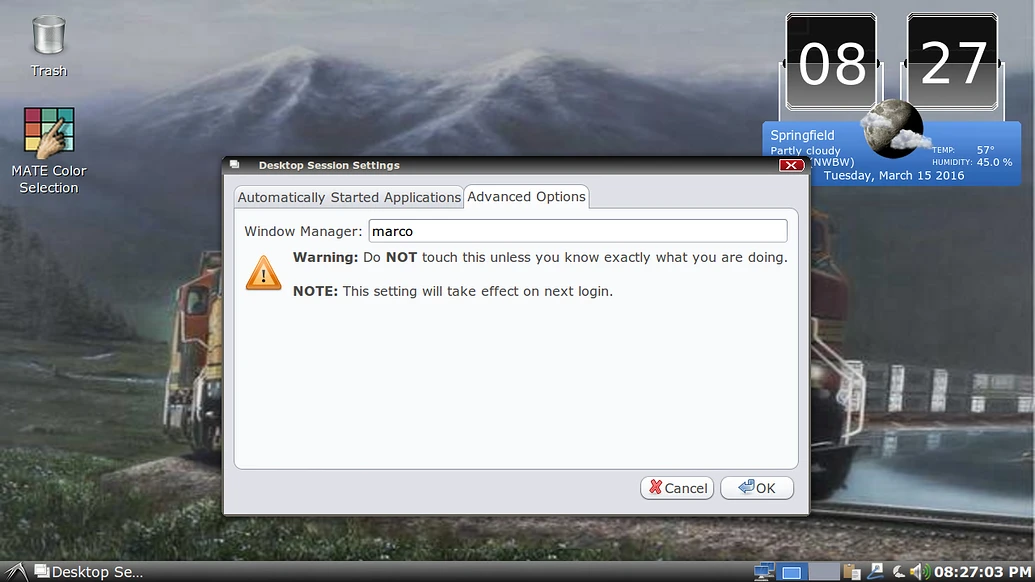 Trash
MATE Color
Selection
08 27
Springfield
Partly cloudy
(NWBW)
TEMP: 57°
HUMIDITY: 45.0 %
Tuesday, March 15 2016
Desktop Session Settings
Automatically Started Applications
Advanced Options
Window Manager: marco
Warning: Do NOT touch this unless you know exactly what you are doing.
NOTE: This setting will take effect on next login.
Cancel
OK
Desktop Se...
08:27:03 PM